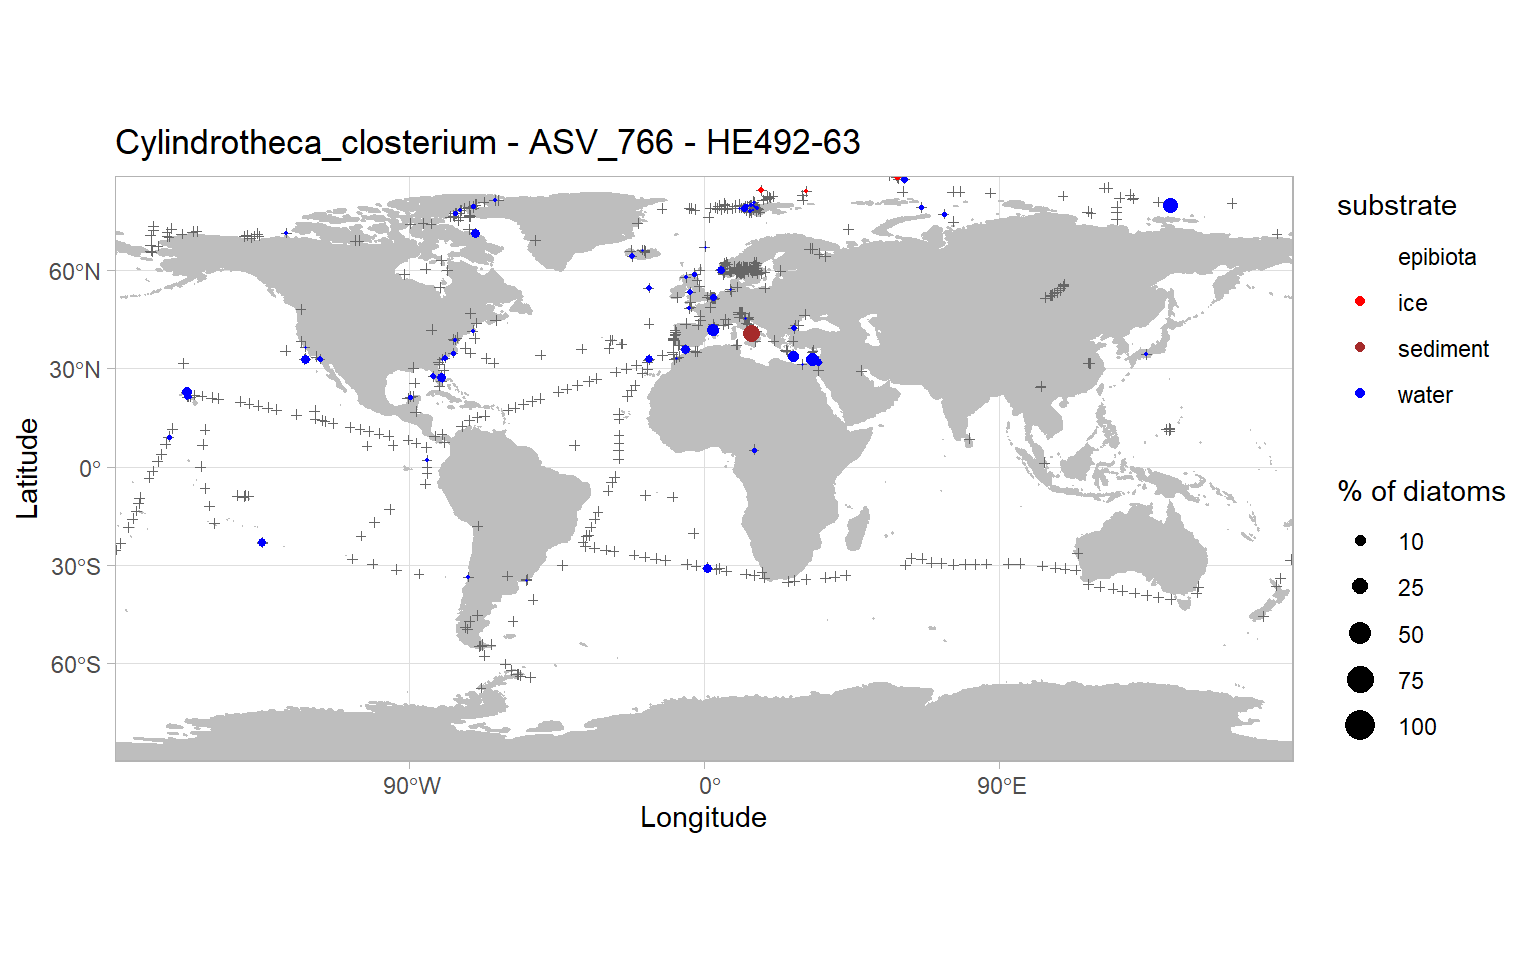 Cylindrotheca_closterium - ASV_766 - HE492-63
substrate
epibiota
ice
sediment
water
% of diatoms
10
25
50
75
100
Latitude
60°N
30°N
0°
30°S
60°S
90°W
0°
90°E
Longitude